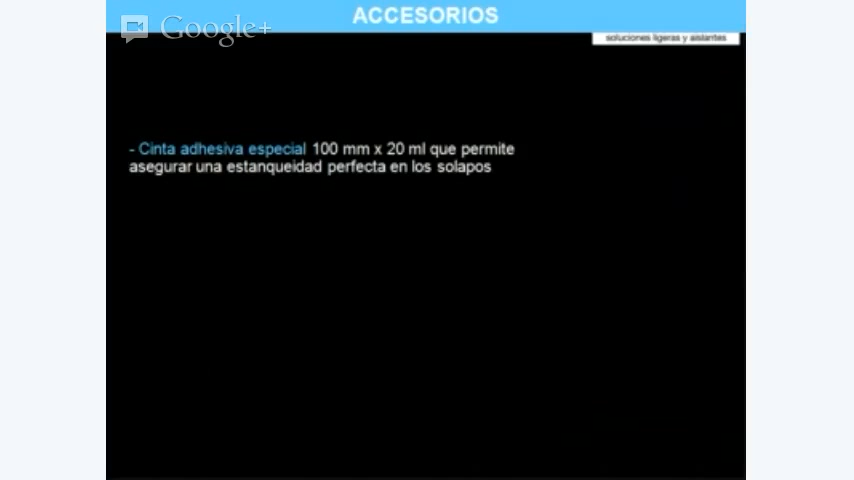 ACCESORIOS
Google+
soluciones ligeras y aislantes
- Cinta adhesiva especial 100 mm x 20 ml que permite
asegurar una estanqueidad perfecta en los solapos